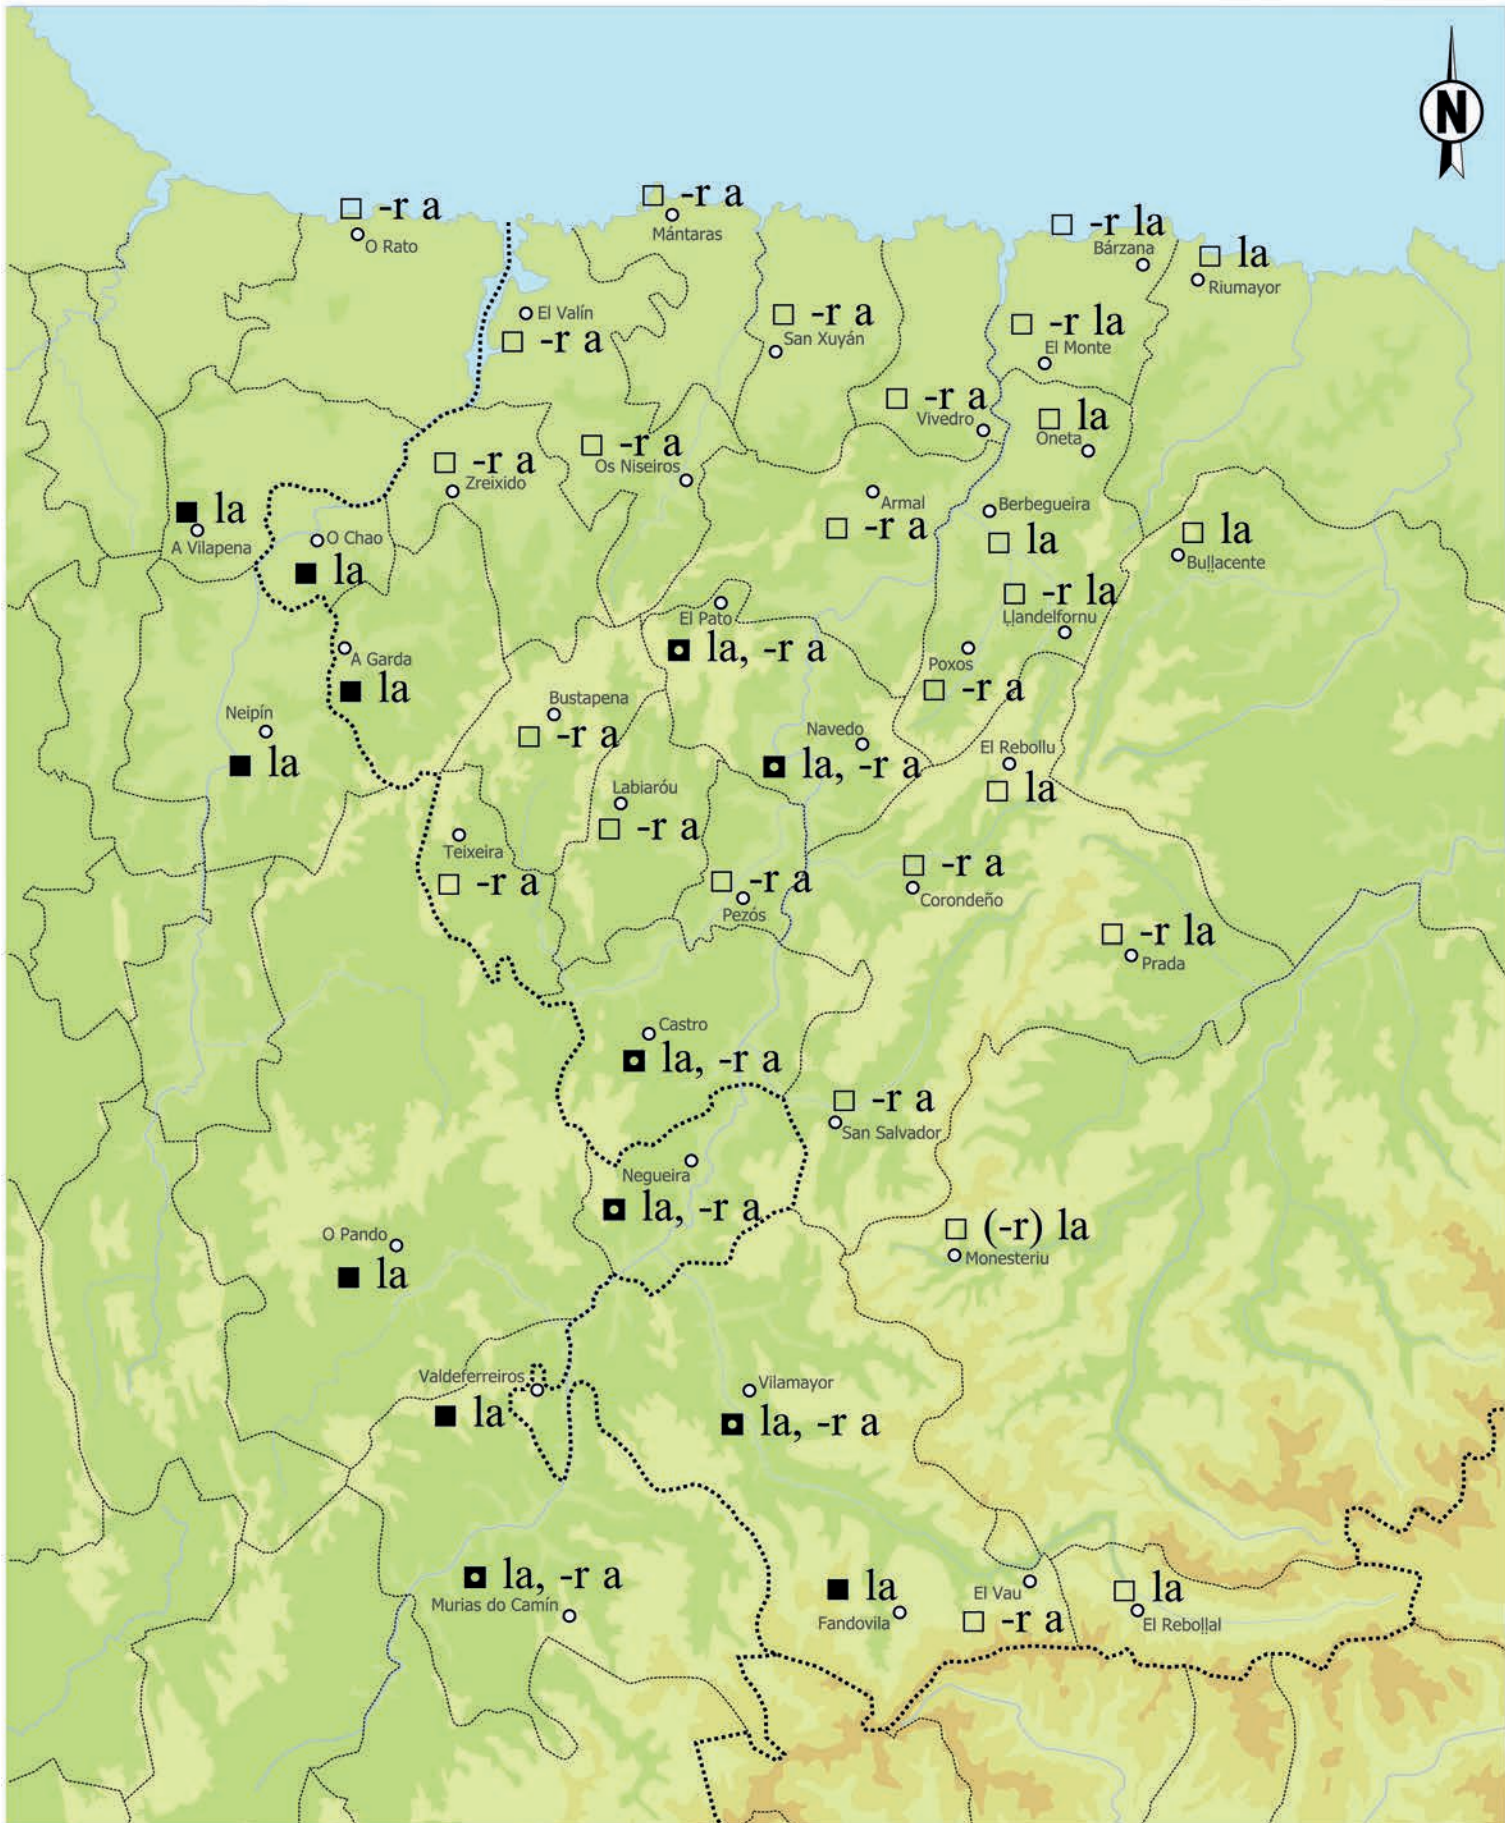 N
-r a
O Rato
-r a
Mántaras
-r la
Bárzana
la
Riumayor
El Valín
-r a
-r a
San Xuyán
-r la
El Monte
-r a
Vivedro
la
Oneta
-r a
Os Niseiros
-r a
Zreixido
la
A Vilapena
O Chao
la
Armal
-r a
Berbegueira
la
la
Buḷḷacente
-r la
Ḷḷandelfornu
El Pato
la, -r a
A Garda
la
Poxos
-r a
Neipín
la
Bustapena
-r a
Navedo
la, -r a
El Rebollu
la
Labiaróu
-r a
Teixeira
-r a
-r a
Pezós
-r a
Corondeño
-r la
Prada
Castro
la, -r a
-r a
San Salvador
Negueira
la, -r a
O Pando
la
(-r) la
Monesteriu
Valdeferreiros
la
Vilamayor
la, -r a
la, -r a
Murias do Camín
la
Fandovila
El Vau
-r a
la
El Reboḷḷal